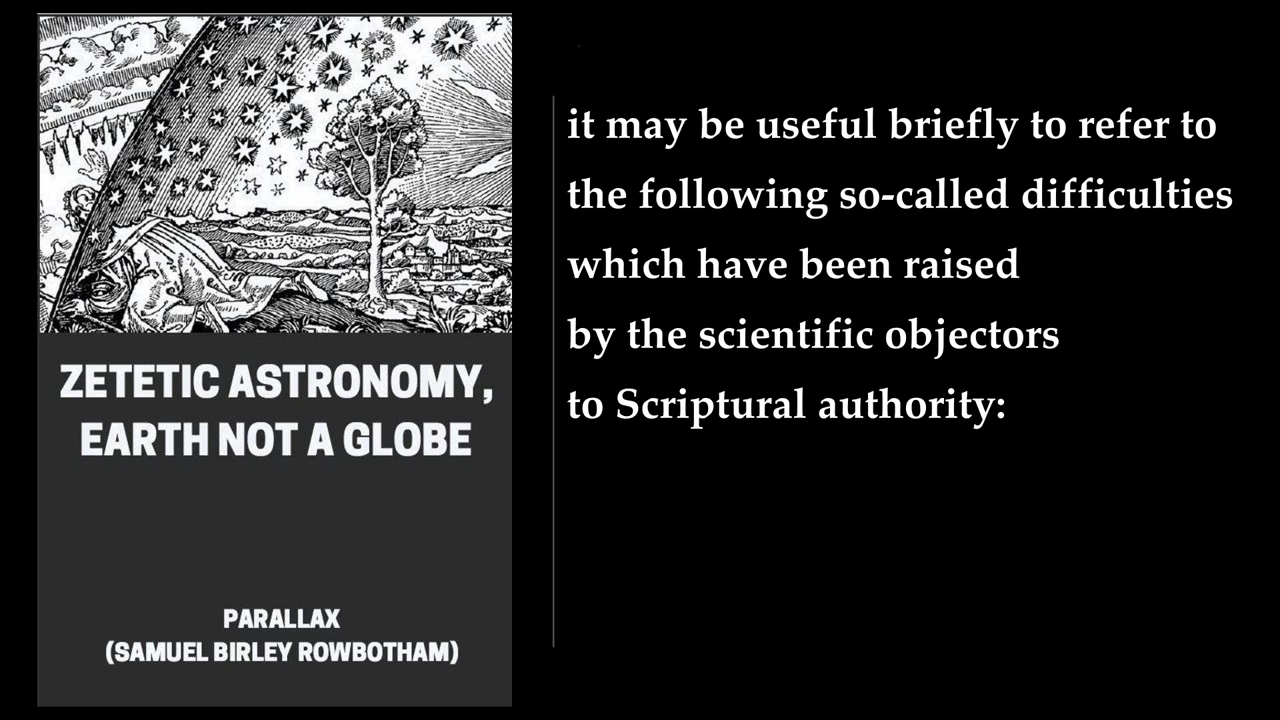 ZETETIC ASTRONOMY,
EARTH NOT A GLOBE
PARALLAX
(SAMUEL BIRLEY ROWBOTHAM)
it may be useful briefly to refer to
the following so-called difficulties
which have been raised
by the scientific objectors
to Scriptural authority: